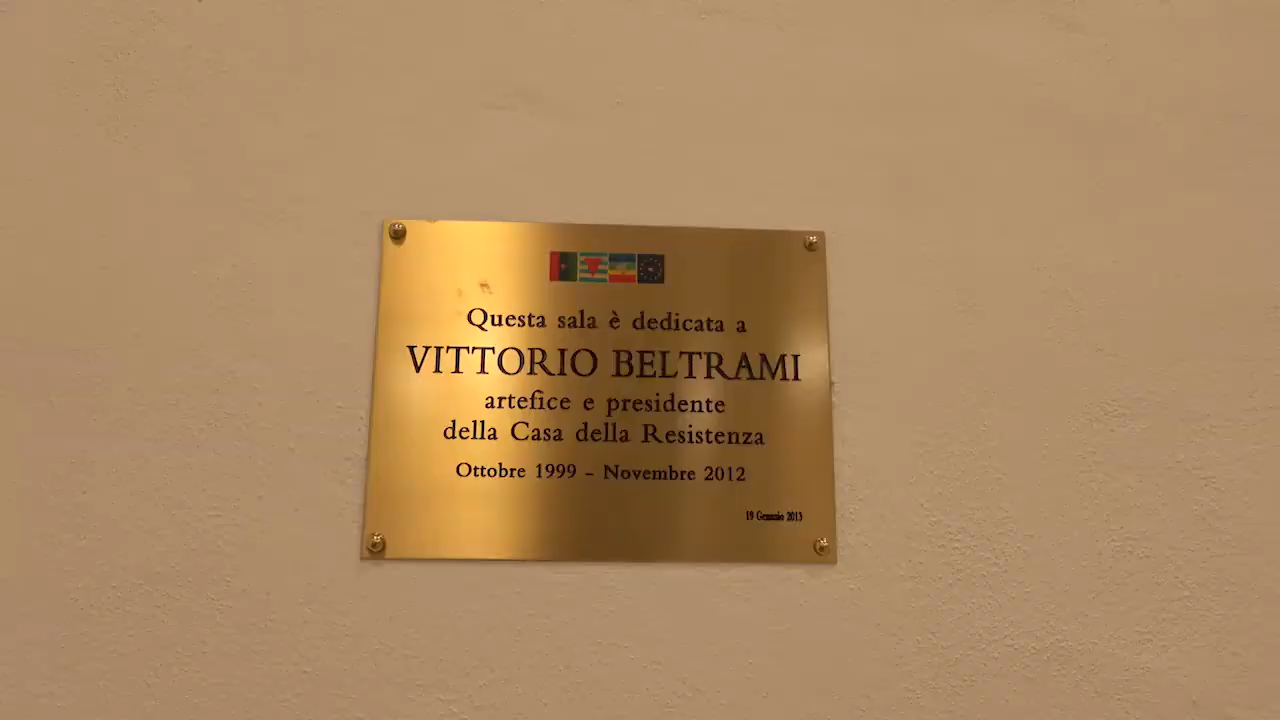 Questa sala è dedicata a
VITTORIO BELTRAMI
artefice e presidente
della Casa della Resistenza
Ottobre 1999 - Novembre 2012
19 Gennaio 2013